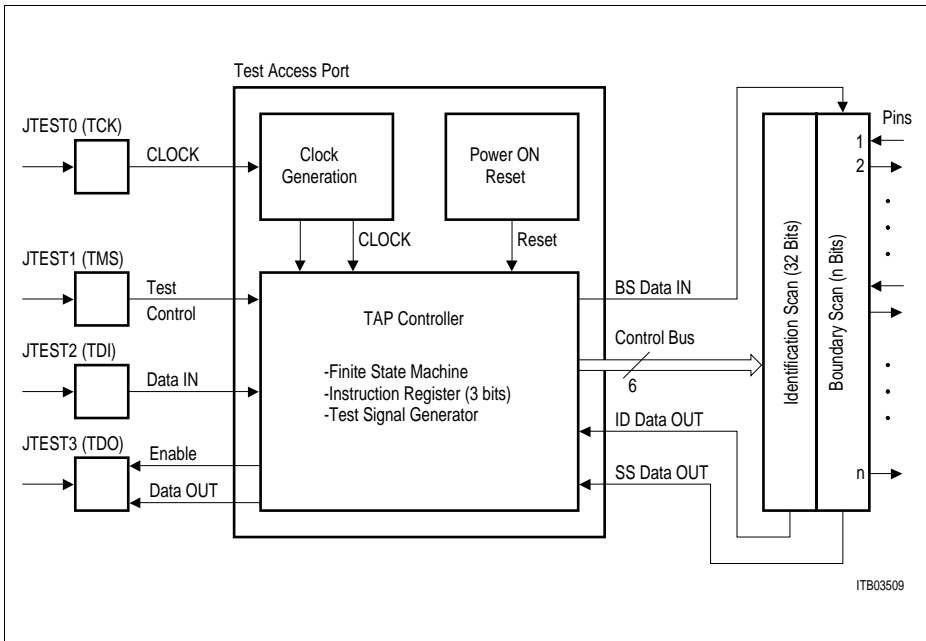 Test Access Port
JTEST0 (TCK)
CLOCK
Clock
Generation
Power ON
Reset
CLOCK
Reset
JTEST1 (TMS)
Test
Control
JTEST2 (TDI)
Data IN
JTEST3 (TDO)
Enable
Data OUT
TAP Controller
-Finite State Machine
-Instruction Register (3 bits)
-Test Signal Generator
BS Data IN
Control Bus
6
ID Data OUT
SS Data OUT
Identification Scan (32 Bits)
Boundary Scan (n Bits)
Pins
1
2
n
ITB03509